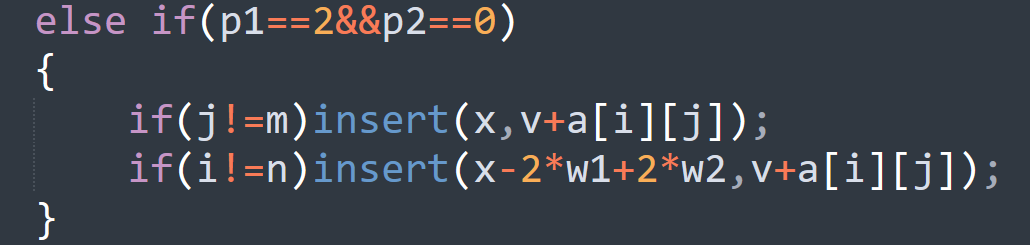 else if(p1==2&&p2==0)
{
    if(j!=m)insert(x,v+a[i][j]);
    if(i!=n)insert(x-2*w1+2*w2,v+a[i][j]);
}